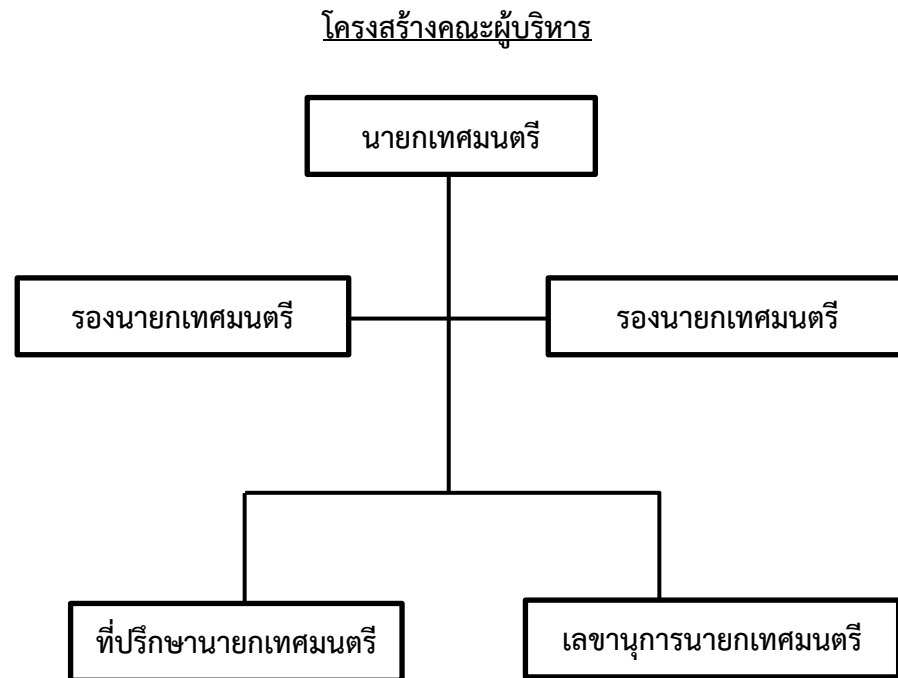 โครงสร้างคณะผู้บริหาร
นายกเทศมนตรี
รองนายกเทศมนตรี
รองนายกเทศมนตรี
ที่ปรึกษานายกเทศมนตรี
เลขานุการนายกเทศมนตรี